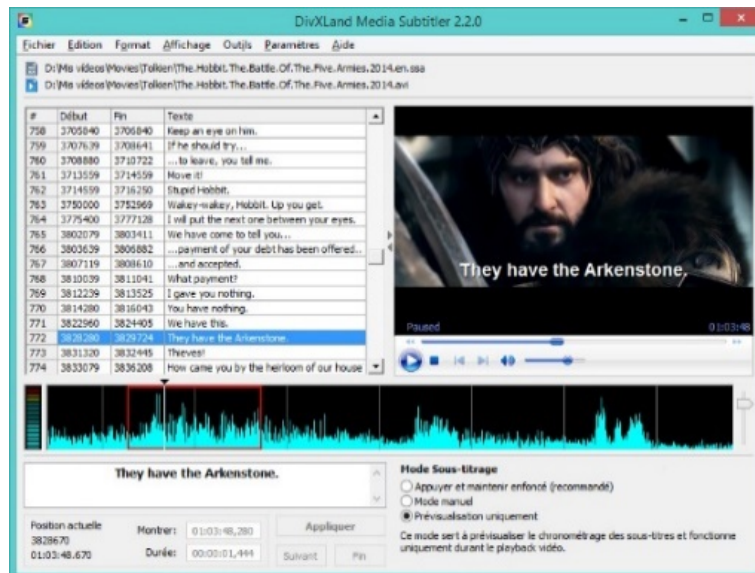 DivXLand Media Subtitler 2.2.0
Fichier Edition Format Affichage Outils Paramètres Aide
D:\Ma vídeos\Movies\Tolkien\The.Hobbit.The.Battle.Of.The.Five.Armies.2014.en.ssa
D:\Ma vídeos\Movies\Tolkien\The.Hobbit.The.Battle.Of.The.Five.Armies.2014.avi
# Début Fin Texte
758 3705840 3706840 Keep an eye on him.
759 3707639 3708641 If he should try...
760 3708880 3710722 ...to leave, you tell me.
761 3713559 3714559 Move it!
762 3714559 3716250 Stupid Hobbit.
763 3750000 3752969 Wakey-wakey, Hobbit. Up you get.
764 3775400 3777128 I will put the next one between your eyes.
765 3802079 3803411 We have come to tell you...
766 3803639 3806882 ...payment of your debt has been offered..
767 3807119 3808610 ...and accepted.
768 3810039 3811041 What payment?
769 3812239 3813525 I gave you nothing.
770 3814280 3816043 You have nothing.
771 3822960 3824405 We have this.
772 3828280 3829724 They have the Arkenstone.
773 3831320 3832445 Thieves!
774 3833079 3836208 How came you by the heirloom of our house
They have the Arkenstone.
Paused 01:03:48
They have the Arkenstone.
Position actuelle
3828670
01:03:48.670
Montrer: 01:03:48,280
Durée: 00:00:01,444
Appliquer
Suivant Fin
Mode Sous-titrage
Appuyer et maintenir enfoncé (recommandé)
Mode manuel
Prévisualisation uniquement
Ce mode sert à prévisualiser le chronométrage des sous-titres et fonctionne
uniquement durant le playback vidéo.